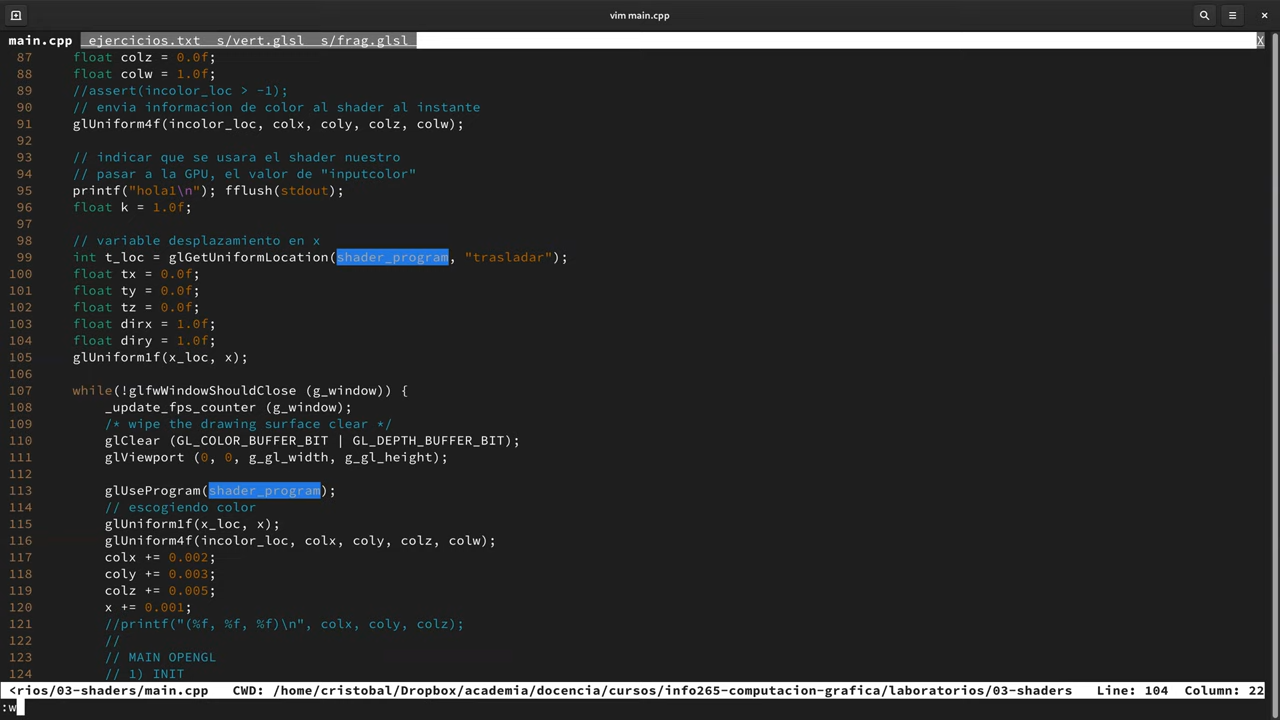 vim main.cpp
main.cpp  ejercicios.txt  s/vert.glsl  s/frag.glsl X
87 float colz = 0.0f;
88 float colw = 1.0f;
89 //assert(incolor_loc > -1);
90 // envia informacion de color al shader al instante
91 glUniform4f(incolor_loc, colx, coly, colz, colw);
92
93 // indicar que se usara el shader nuestro
94 // pasar a la GPU, el valor de "inputcolor"
95 printf("hola1\n"); fflush(stdout);
96 float k = 1.0f;
97
98 // variable desplazamiento en x
99 int t_loc = glGetUniformLocation(shader_program, "trasladar");
100 float tx = 0.0f;
101 float ty = 0.0f;
102 float tz = 0.0f;
103 float dirx = 1.0f;
104 float diry = 1.0f;
105 glUniform1f(x_loc, x);
106
107 while(!glfwWindowShouldClose (g_window)) {
108 _update_fps_counter (g_window);
109 /* wipe the drawing surface clear */
110 glClear (GL_COLOR_BUFFER_BIT | GL_DEPTH_BUFFER_BIT);
111 glViewport (0, 0, g_gl_width, g_gl_height);
112
113 glUseProgram(shader_program);
114 // escogiendo color
115 glUniform1f(x_loc, x);
116 glUniform4f(incolor_loc, colx, coly, colz, colw);
117 colx += 0.002;
118 coly += 0.003;
119 colz += 0.005;
120 x += 0.001;
121 //printf("(%f, %f, %f)\n", colx, coly, colz);
122 //
123 // MAIN OPENGL
124 // 1) INIT
<rios/03-shaders/main.cpp   CWD: /home/cristobal/Dropbox/academia/docencia/cursos/info265-computacion-grafica/laboratorios/03-shaders   Line: 104  Column: 22
:w